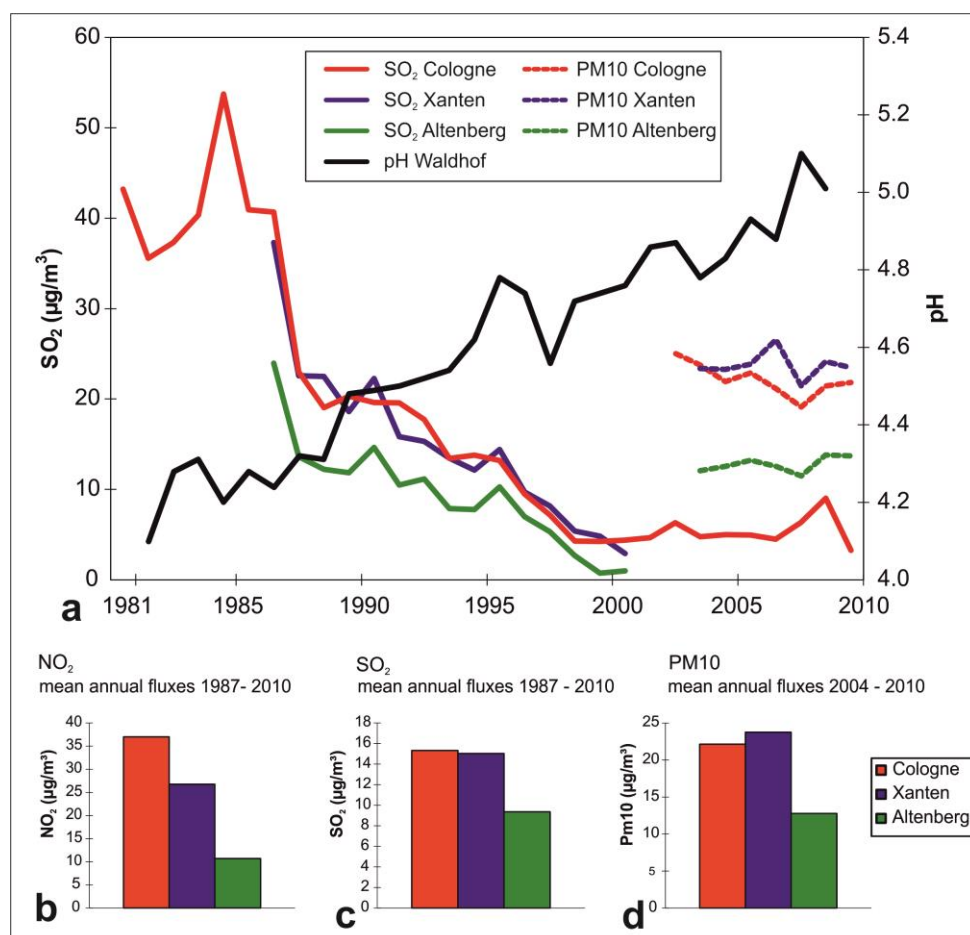 60
50
40
30
20
10
0
SO₂ (µg/m³)
5.4
5.2
5.0
4.8
4.6
4.4
4.2
4.0
pH
SO₂ Cologne PM10 Cologne
SO₂ Xanten PM10 Xanten
SO₂ Altenberg PM10 Altenberg
pH Waldhof
1981 1985 1990 1995 2000 2005 2010
a
NO₂
mean annual fluxes 1987- 2010
40
35
30
25
20
15
10
5
0
NO₂ (µg/m³)
b
SO₂
mean annual fluxes 1987 - 2010
18
16
14
12
10
8
6
4
2
0
SO₂ (µg/m³)
c
PM10
mean annual fluxes 2004 - 2010
25
20
15
10
5
0
Pm10 (µg/m³)
d
Cologne
Xanten
Altenberg